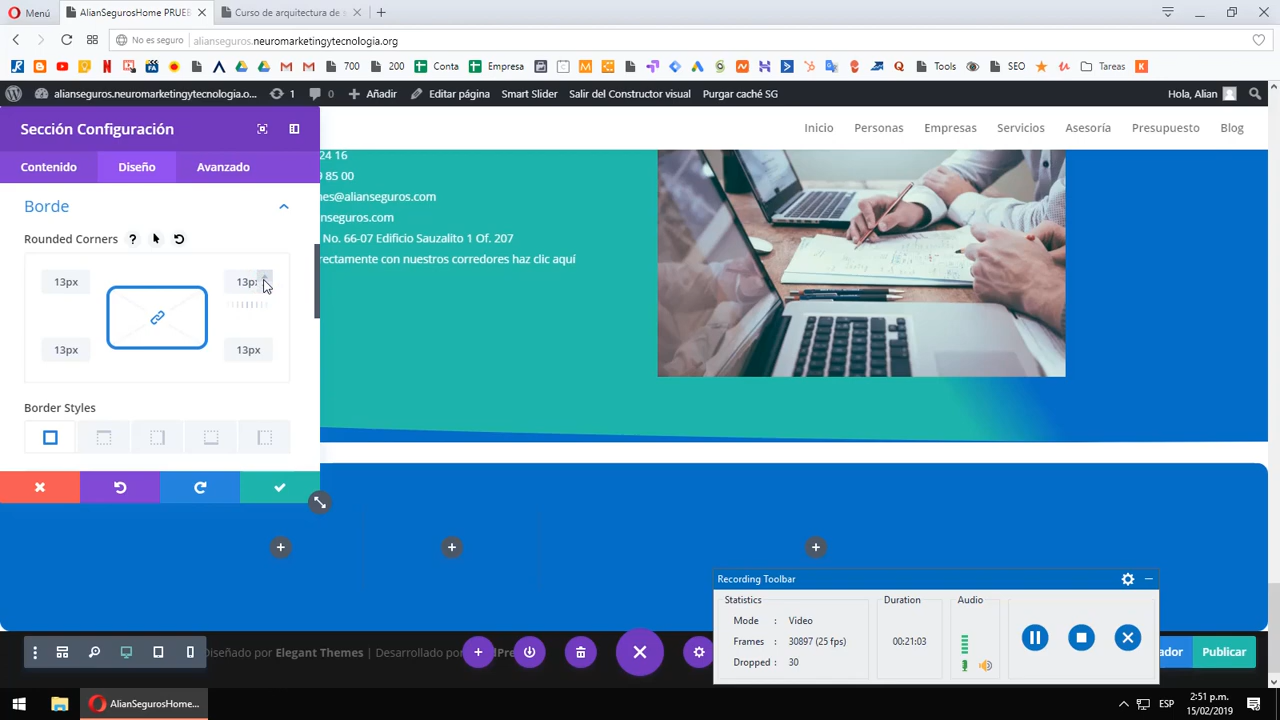 Menú
AlianSegurosHome PRUEB
Curso de arquitectura de s
No es seguro
alianseguros.neuromarketingytecnologia.org
700
200
Conta
Empresa
Tools
SEO
Tareas
alianseguros.neuromarketingytecnologia.o...
1
0
Añadir
Editar página
Smart Slider
Salir del Constructor visual
Purgar caché SG
Hola, Alian
Sección Configuración
Inicio
Personas
Empresas
Servicios
Asesoría
Presupuesto
Blog
Contenido
Diseño
Avanzado
24 16
9 85 00
nes@alianseguros.com
nseguros.com
No. 66-07 Edificio Sauzalito 1 Of. 207
rectamente con nuestros corredores haz clic aquí
Borde
Rounded Corners
13px
13p
13px
13px
Border Styles
Recording Toolbar
Statistics
Duration
Audio
Mode : Video
Frames : 30897 (25 fps)
00:21:03
Dropped : 30
Diseñado por Elegant Themes | Desarrollado por
ador
Publicar
AlianSegurosHome...
ESP
2:51 p.m.
15/02/2019